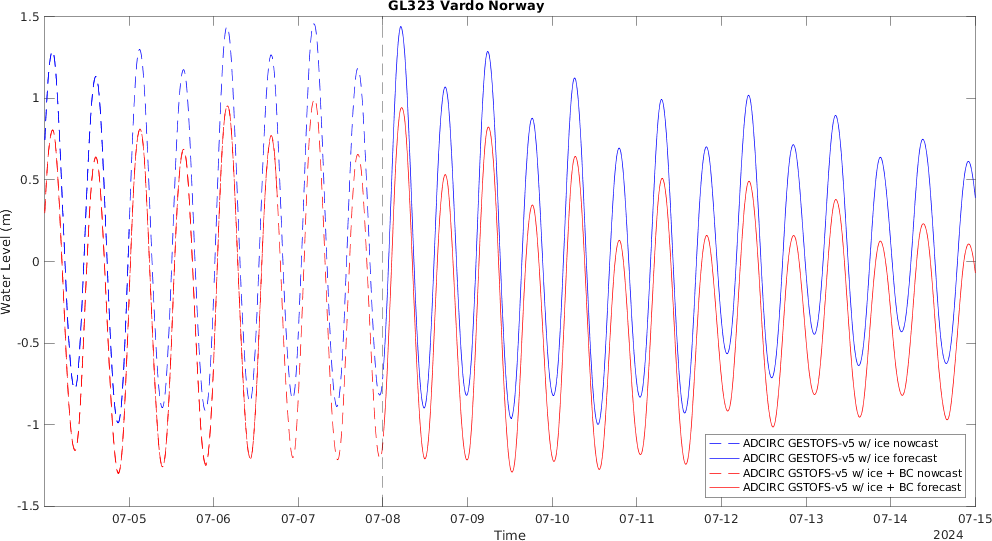 GL323 Vardo Norway
1.5
1
0.5
0
-0.5
-1
-1.5
Water Level (m)
ADCIRC GESTOFS-v5 w/ ice nowcast
ADCIRC GESTOFS-v5 w/ ice forecast
ADCIRC GSTOFS-v5 w/ ice + BC nowcast
ADCIRC GSTOFS-v5 w/ ice + BC forecast
07-05 07-06 07-07 07-08 07-09 07-10 07-11 07-12 07-13 07-14 07-15
Time
2024